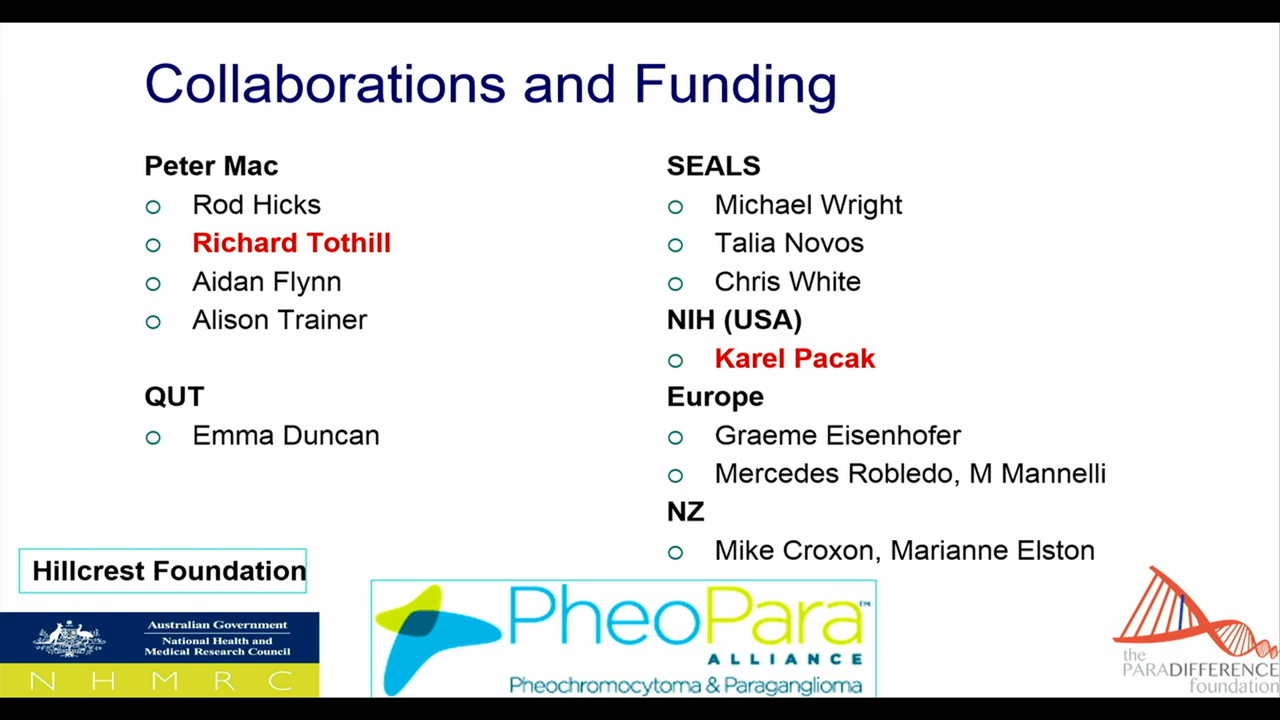 Collaborations and Funding
Peter Mac
Rod Hicks
Richard Tothill
Aidan Flynn
Alison Trainer
QUT
Emma Duncan
SEALS
Michael Wright
Talia Novos
Chris White
NIH (USA)
Karel Pacak
Europe
Graeme Eisenhofer
Mercedes Robledo, M Mannelli
NZ
Mike Croxon, Marianne Elston
Hillcrest Foundation
Australian Government
National Health and
Medical Research Council
NHMRC
PheoPara™
ALLIANCE
Pheochromocytoma & Paraganglioma
the
PARADIFFERENCE
foundation